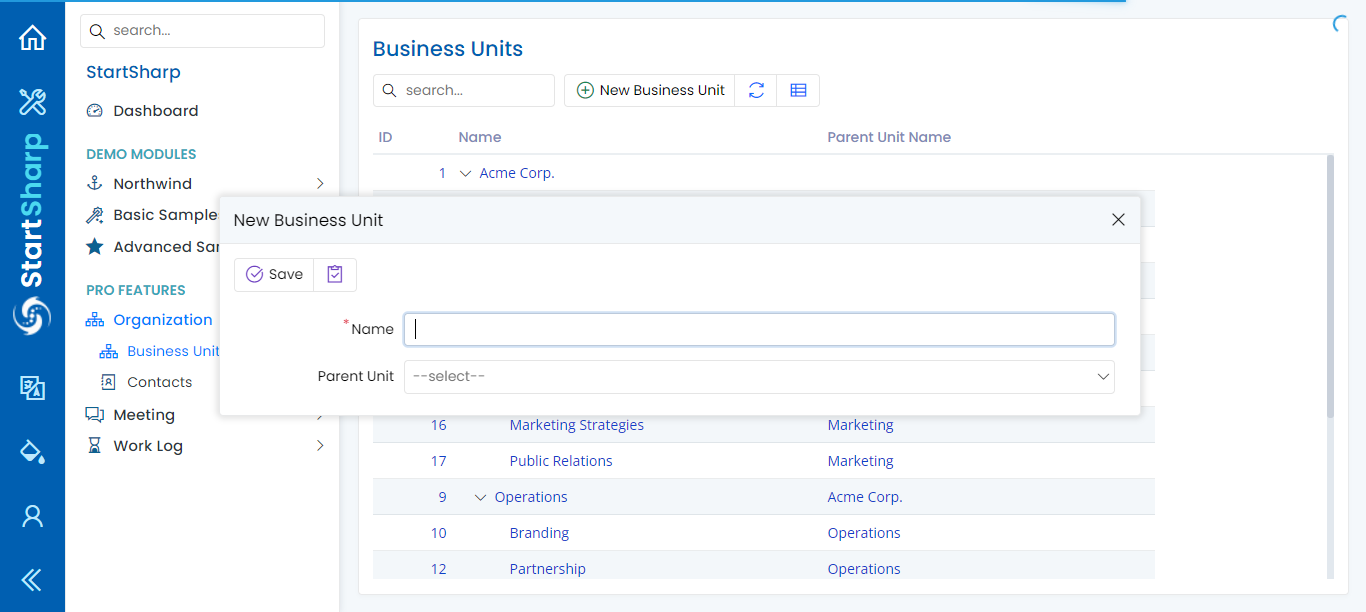 search...
StartSharp
Dashboard
DEMO MODULES
Northwind
Basic Sample
Advanced Sa
PRO FEATURES
Organization
Business Unit
Contacts
Meeting
Work Log
StartSharp
Business Units
search...
New Business Unit
ID Name Parent Unit Name
1 Acme Corp.
New Business Unit
Save
* Name
Parent Unit --select--
16 Marketing Strategies Marketing
17 Public Relations Marketing
9 Operations Acme Corp.
10 Branding Operations
12 Partnership Operations